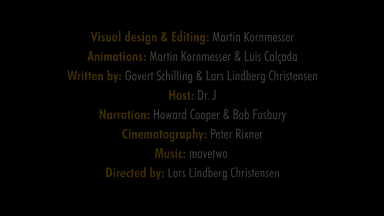 Visual design & Editing: Martin Kornmesser
Animations: Martin Kornmesser & Luis Calçada
Written by: Govert Schilling & Lars Lindberg Christensen
Host: Dr. J
Narration: Howard Cooper & Bob Fosbury
Cinematography: Peter Rixner
Music: movetwo
Directed by: Lars Lindberg Christensen